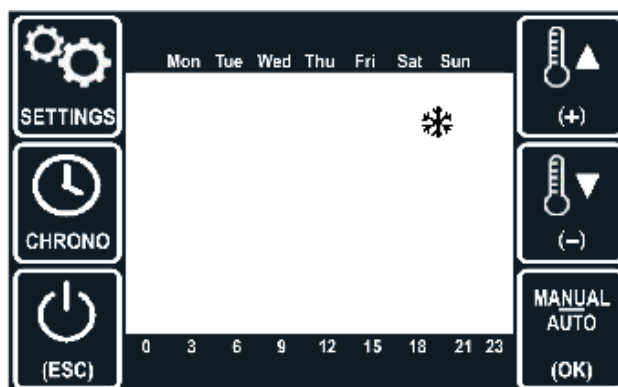 Mon Tue Wed Thu Fri Sat Sun
SETTINGS
(+)
CHRONO
(−)
MANUAL
AUTO
(ESC)
0 3 6 9 12 15 18 21 23
(OK)